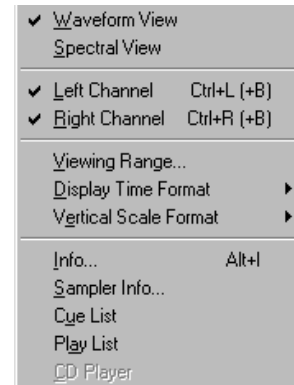 Waveform View
Spectral View
Left Channel Ctrl+L (+B)
Right Channel Ctrl+R (+B)
Viewing Range...
Display Time Format
Vertical Scale Format
Info... Alt+I
Sampler Info...
Cue List
Play List
CD Player